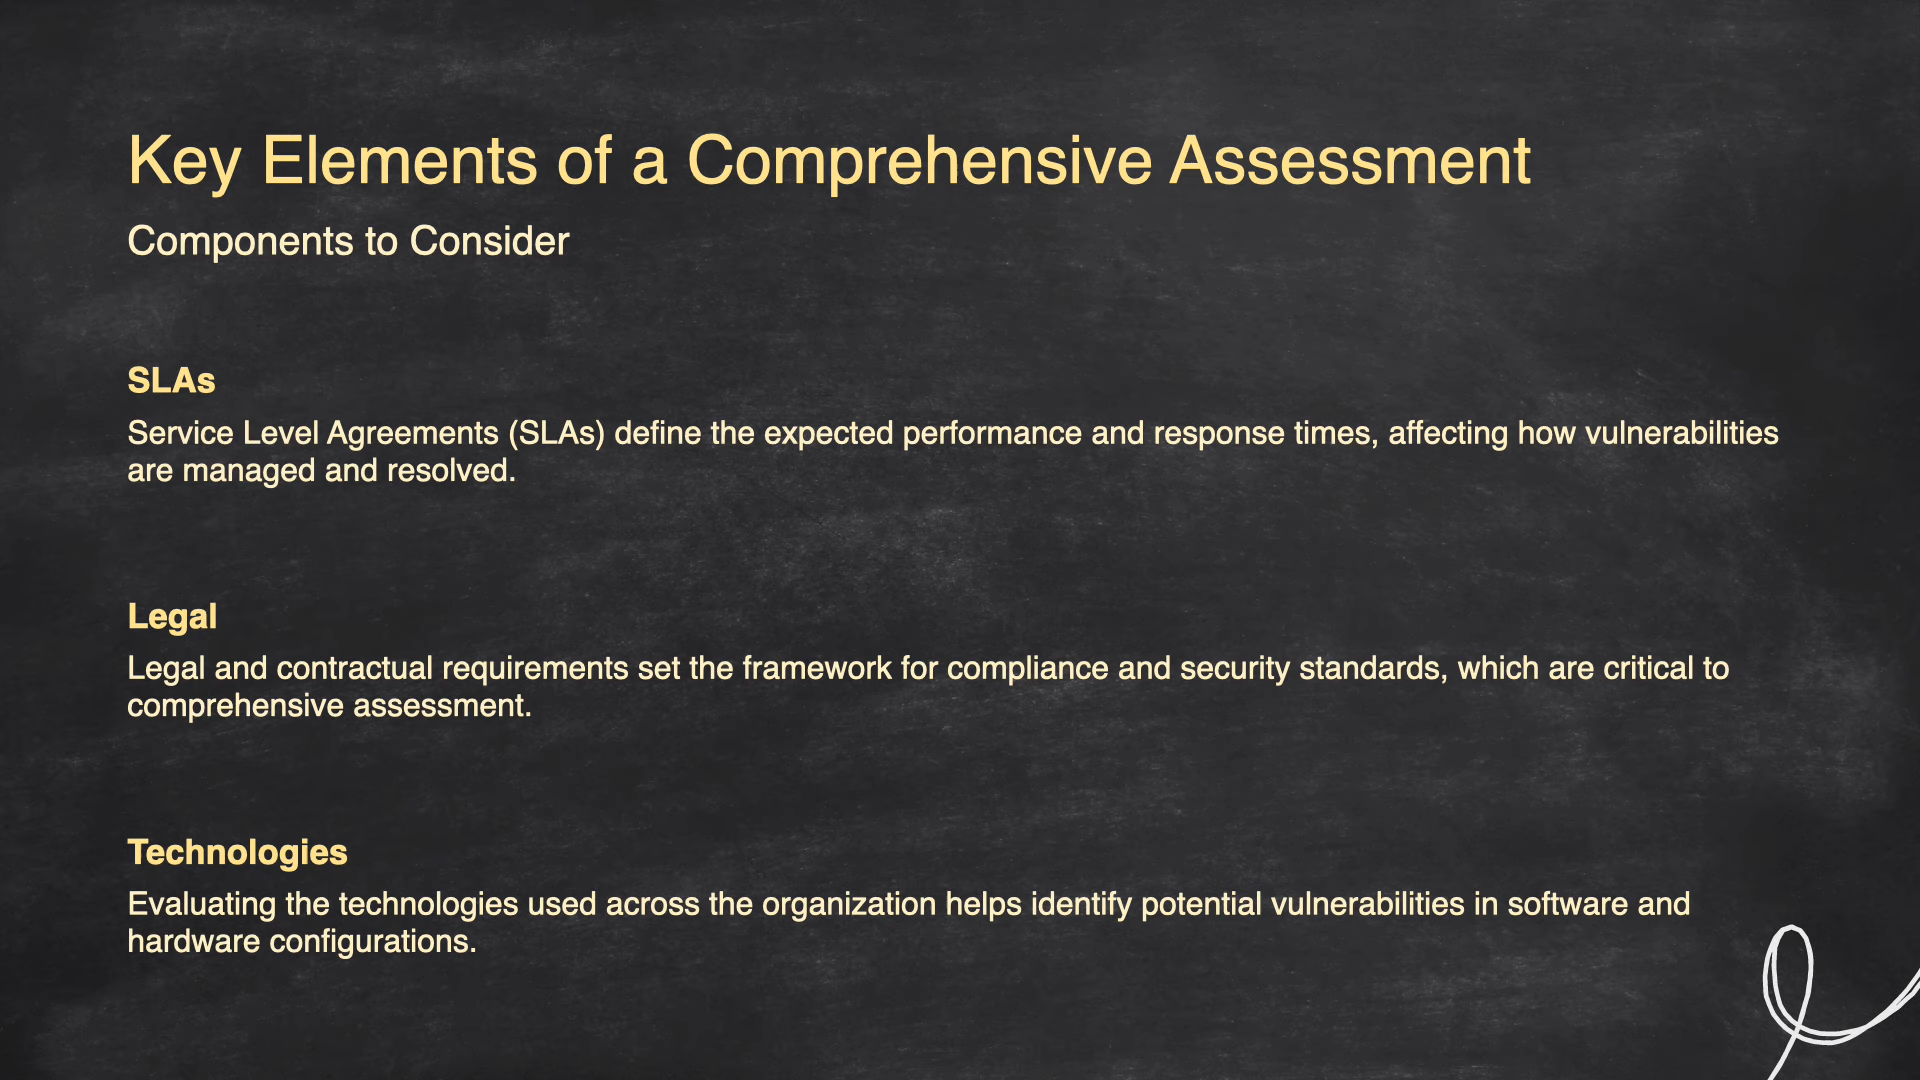 Key Elements of a Comprehensive Assessment
Components to Consider
SLAs
Service Level Agreements (SLAs) define the expected performance and response times, affecting how vulnerabilities
are managed and resolved.
Legal
Legal and contractual requirements set the framework for compliance and security standards, which are critical to
comprehensive assessment.
Technologies
Evaluating the technologies used across the organization helps identify potential vulnerabilities in software and
hardware configurations.